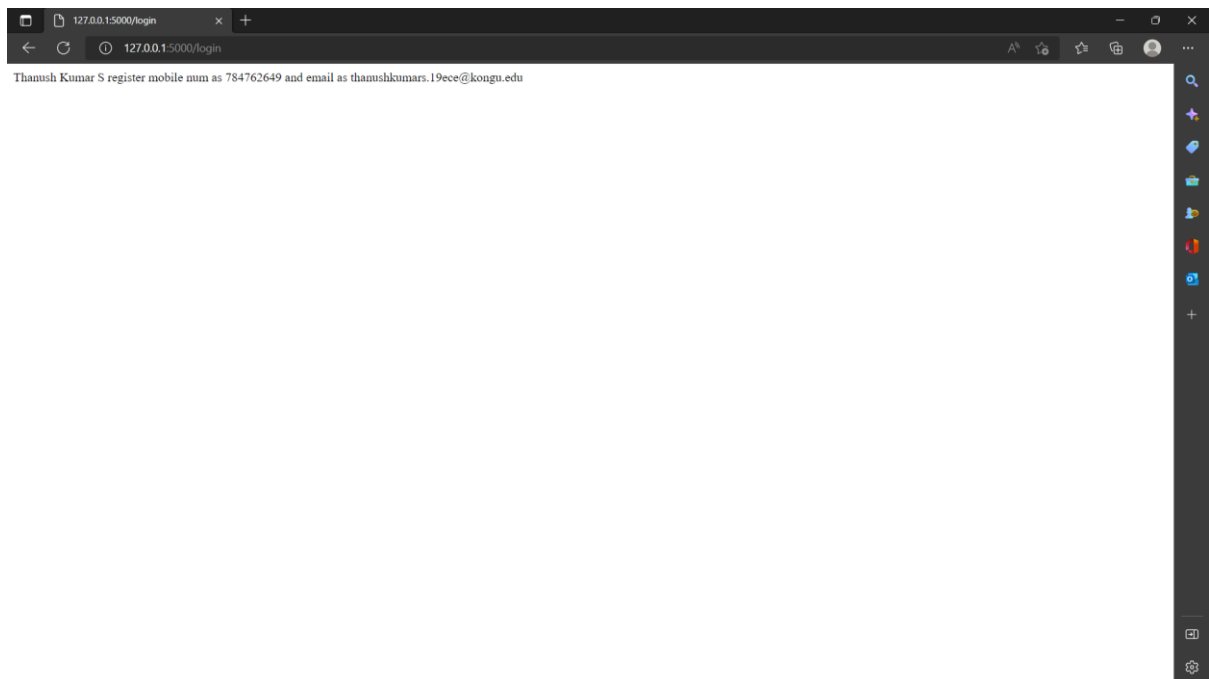 127.0.0.1:5000/login
127.0.0.1:5000/login
Thanush Kumar S register mobile num as 784762649 and email as thanushkumars.19ece@kongu.edu